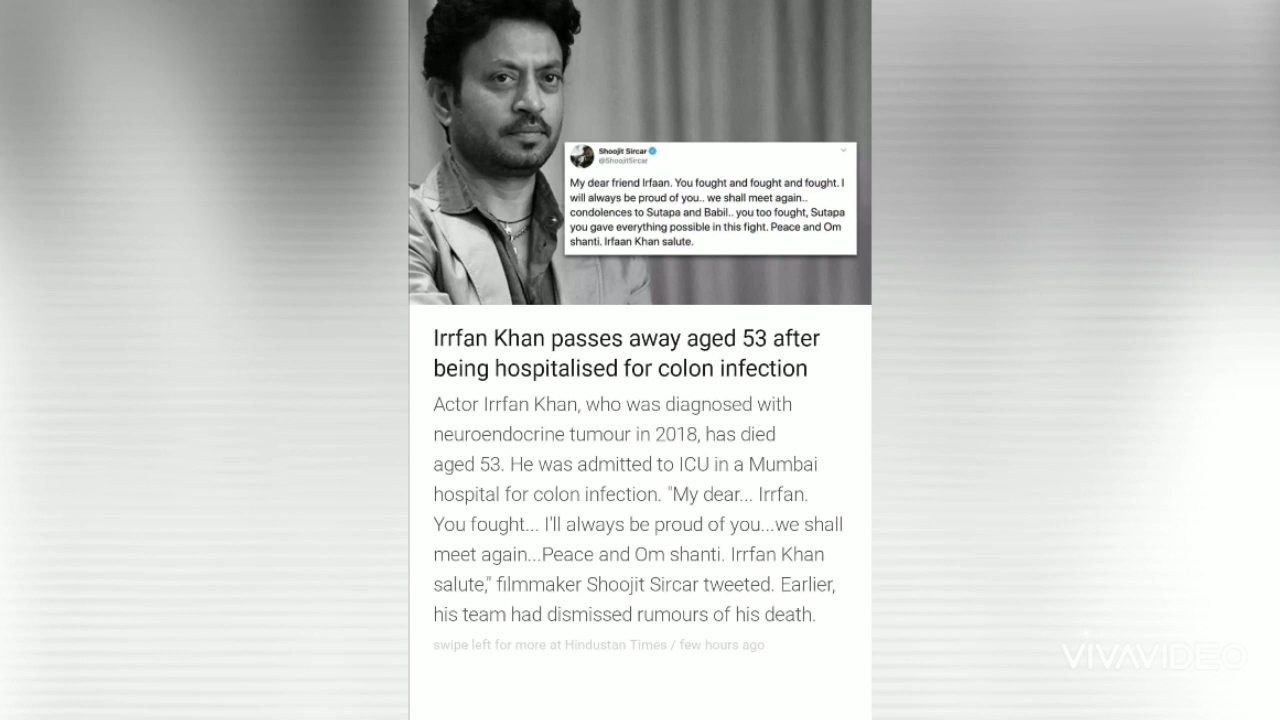 Shoojit Sircar
@ShoojitSircar
My dear friend Irfaan. You fought and fought and fought. I
will always be proud of you.. we shall meet again..
condolences to Sutapa and Babil.. you too fought, Sutapa
you gave everything possible in this fight. Peace and Om
shanti. Irfaan Khan salute.
Irrfan Khan passes away aged 53 after
being hospitalised for colon infection
Actor Irrfan Khan, who was diagnosed with
neuroendocrine tumour in 2018, has died
aged 53. He was admitted to ICU in a Mumbai
hospital for colon infection. "My dear... Irrfan.
You fought... I'll always be proud of you...we shall
meet again...Peace and Om shanti. Irrfan Khan
salute," filmmaker Shoojit Sircar tweeted. Earlier,
his team had dismissed rumours of his death.
swipe left for more at Hindustan Times / few hours ago
VIVAVIDEO